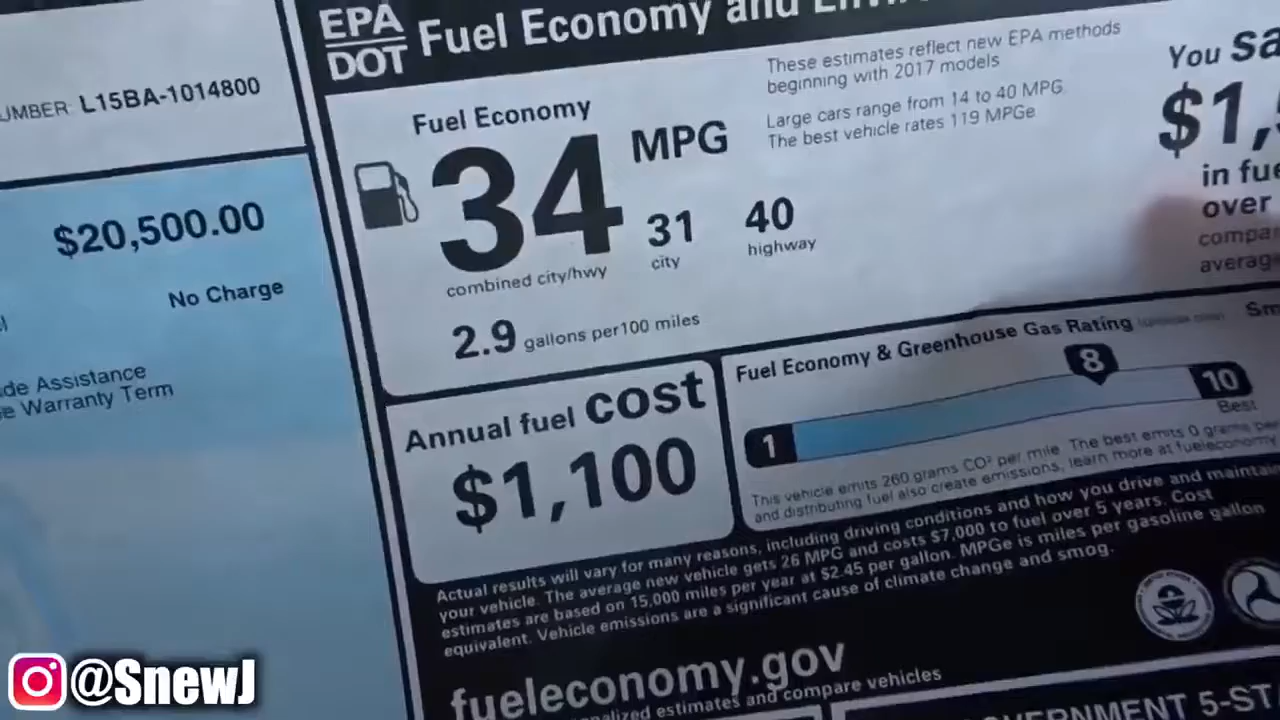 EPA
DOT
Fuel Economy and
UMBER: L15BA-1014800
These estimates reflect new EPA methods
beginning with 2017 models
Large cars range from 14 to 40 MPG.
The best vehicle rates 119 MPGe
You sa
$1,
in fue
over
compa
averag
Fuel Economy
34 MPG
31
city
40
highway
combined city/hwy
2.9 gallons per 100 miles
$20,500.00
No Charge
de Assistance
e Warranty Term
Annual fuel cost
$1,100
Fuel Economy & Greenhouse Gas Rating
Sm
8
1
10
Best
This vehicle emits 260 grams CO² per mile. The best emits 0 grams per
and distributing fuel also create emissions, learn more at fueleconomy
Actual results will vary for many reasons, including driving conditions and how you drive and maintain
your vehicle. The average new vehicle gets 26 MPG and costs $7,000 to fuel over 5 years. Cost
estimates are based on 15,000 miles per year at $2.45 per gallon. MPGe is miles per gasoline gallon
equivalent. Vehicle emissions are a significant cause of climate change and smog.
fueleconomy.gov
nalized estimates and compare vehicles
VERNMENT 5-ST
@SnewJ